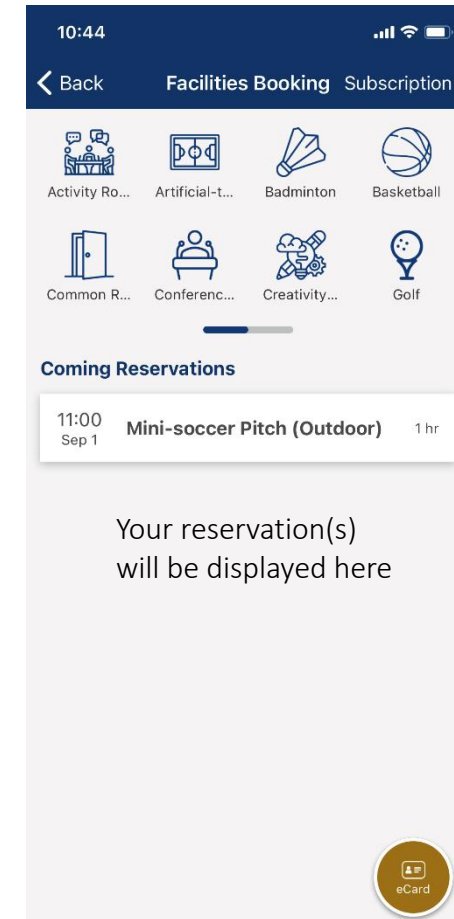 10:44
Back Facilities Booking Subscription
Activity Ro... Artificial-t... Badminton Basketball
Common R... Conferenc... Creativity... Golf
Coming Reservations
11:00 Mini-soccer Pitch (Outdoor) 1 hr
Sep 1
Your reservation(s)
will be displayed here
eCard